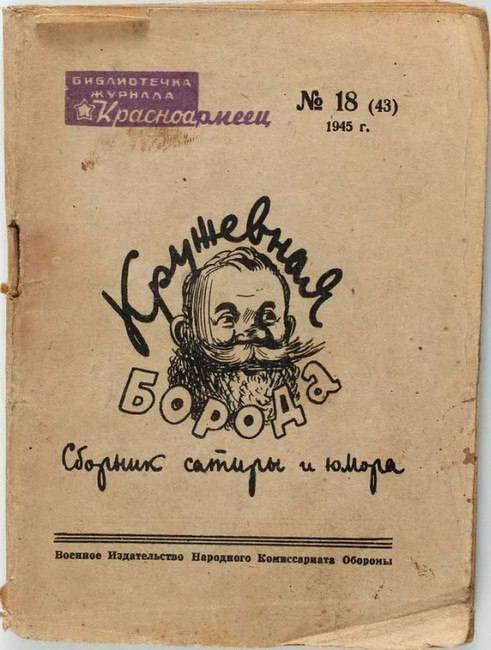 БИБЛИОТЕЧКА
ЖУРНАЛА
Красноармеец
№ 18 (43)
1945 г.
Кружевная
БОРОДА
Сборник сатиры и юмора
Военное Издательство Народного Комиссариата Обороны